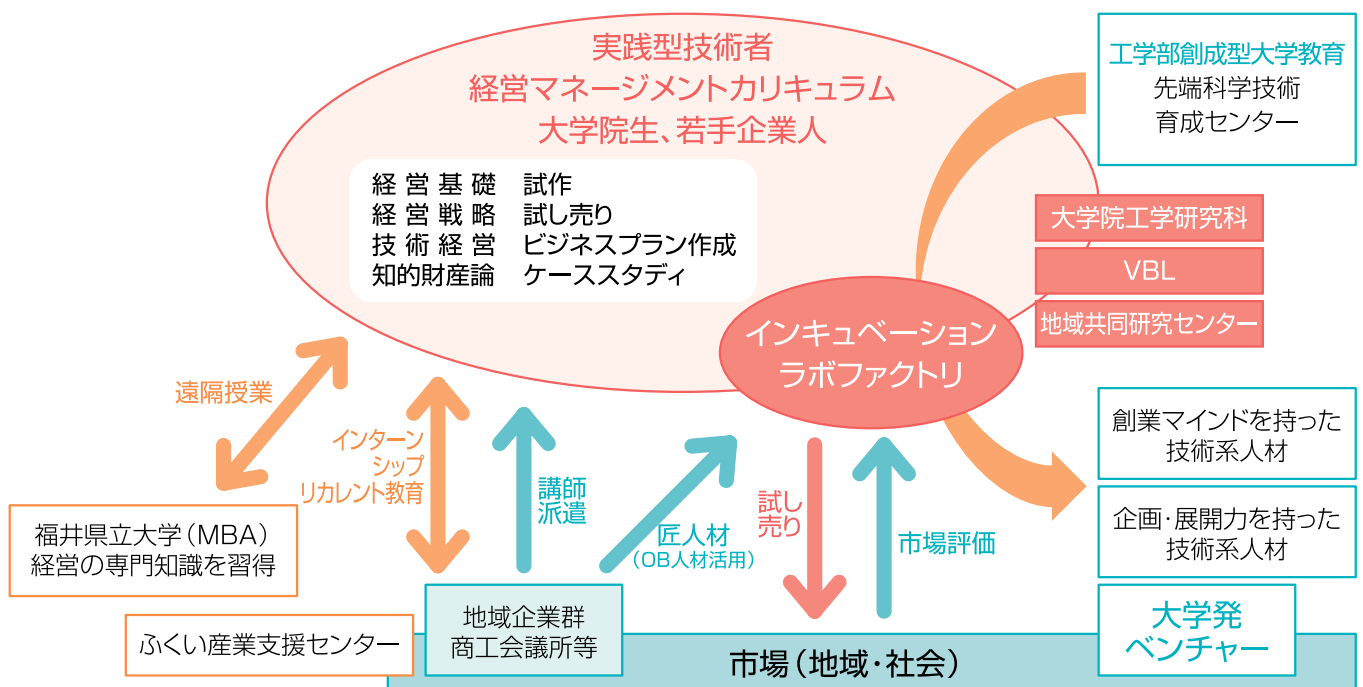 実践型技術者
経営マネージメントカリキュラム
大学院生、若手企業人
経営基礎 試作
経営戦略 試し売り
技術経営 ビジネスプラン作成
知的財産論 ケーススタディ
インキュベーション
ラボファクトリ
工学部創成型大学教育
先端科学技術
育成センター
大学院工学研究科
VBL
地域共同研究センター
創業マインドを持った
技術系人材
企画・展開力を持った
技術系人材
大学発
ベンチャー
遠隔授業
インターン
シップ
リカレント教育
講師
派遣
匠人材
(OB人材活用)
試し
売り
市場評価
福井県立大学(MBA)
経営の専門知識を習得
ふくい産業支援センター
地域企業群
商工会議所等
市場(地域・社会)